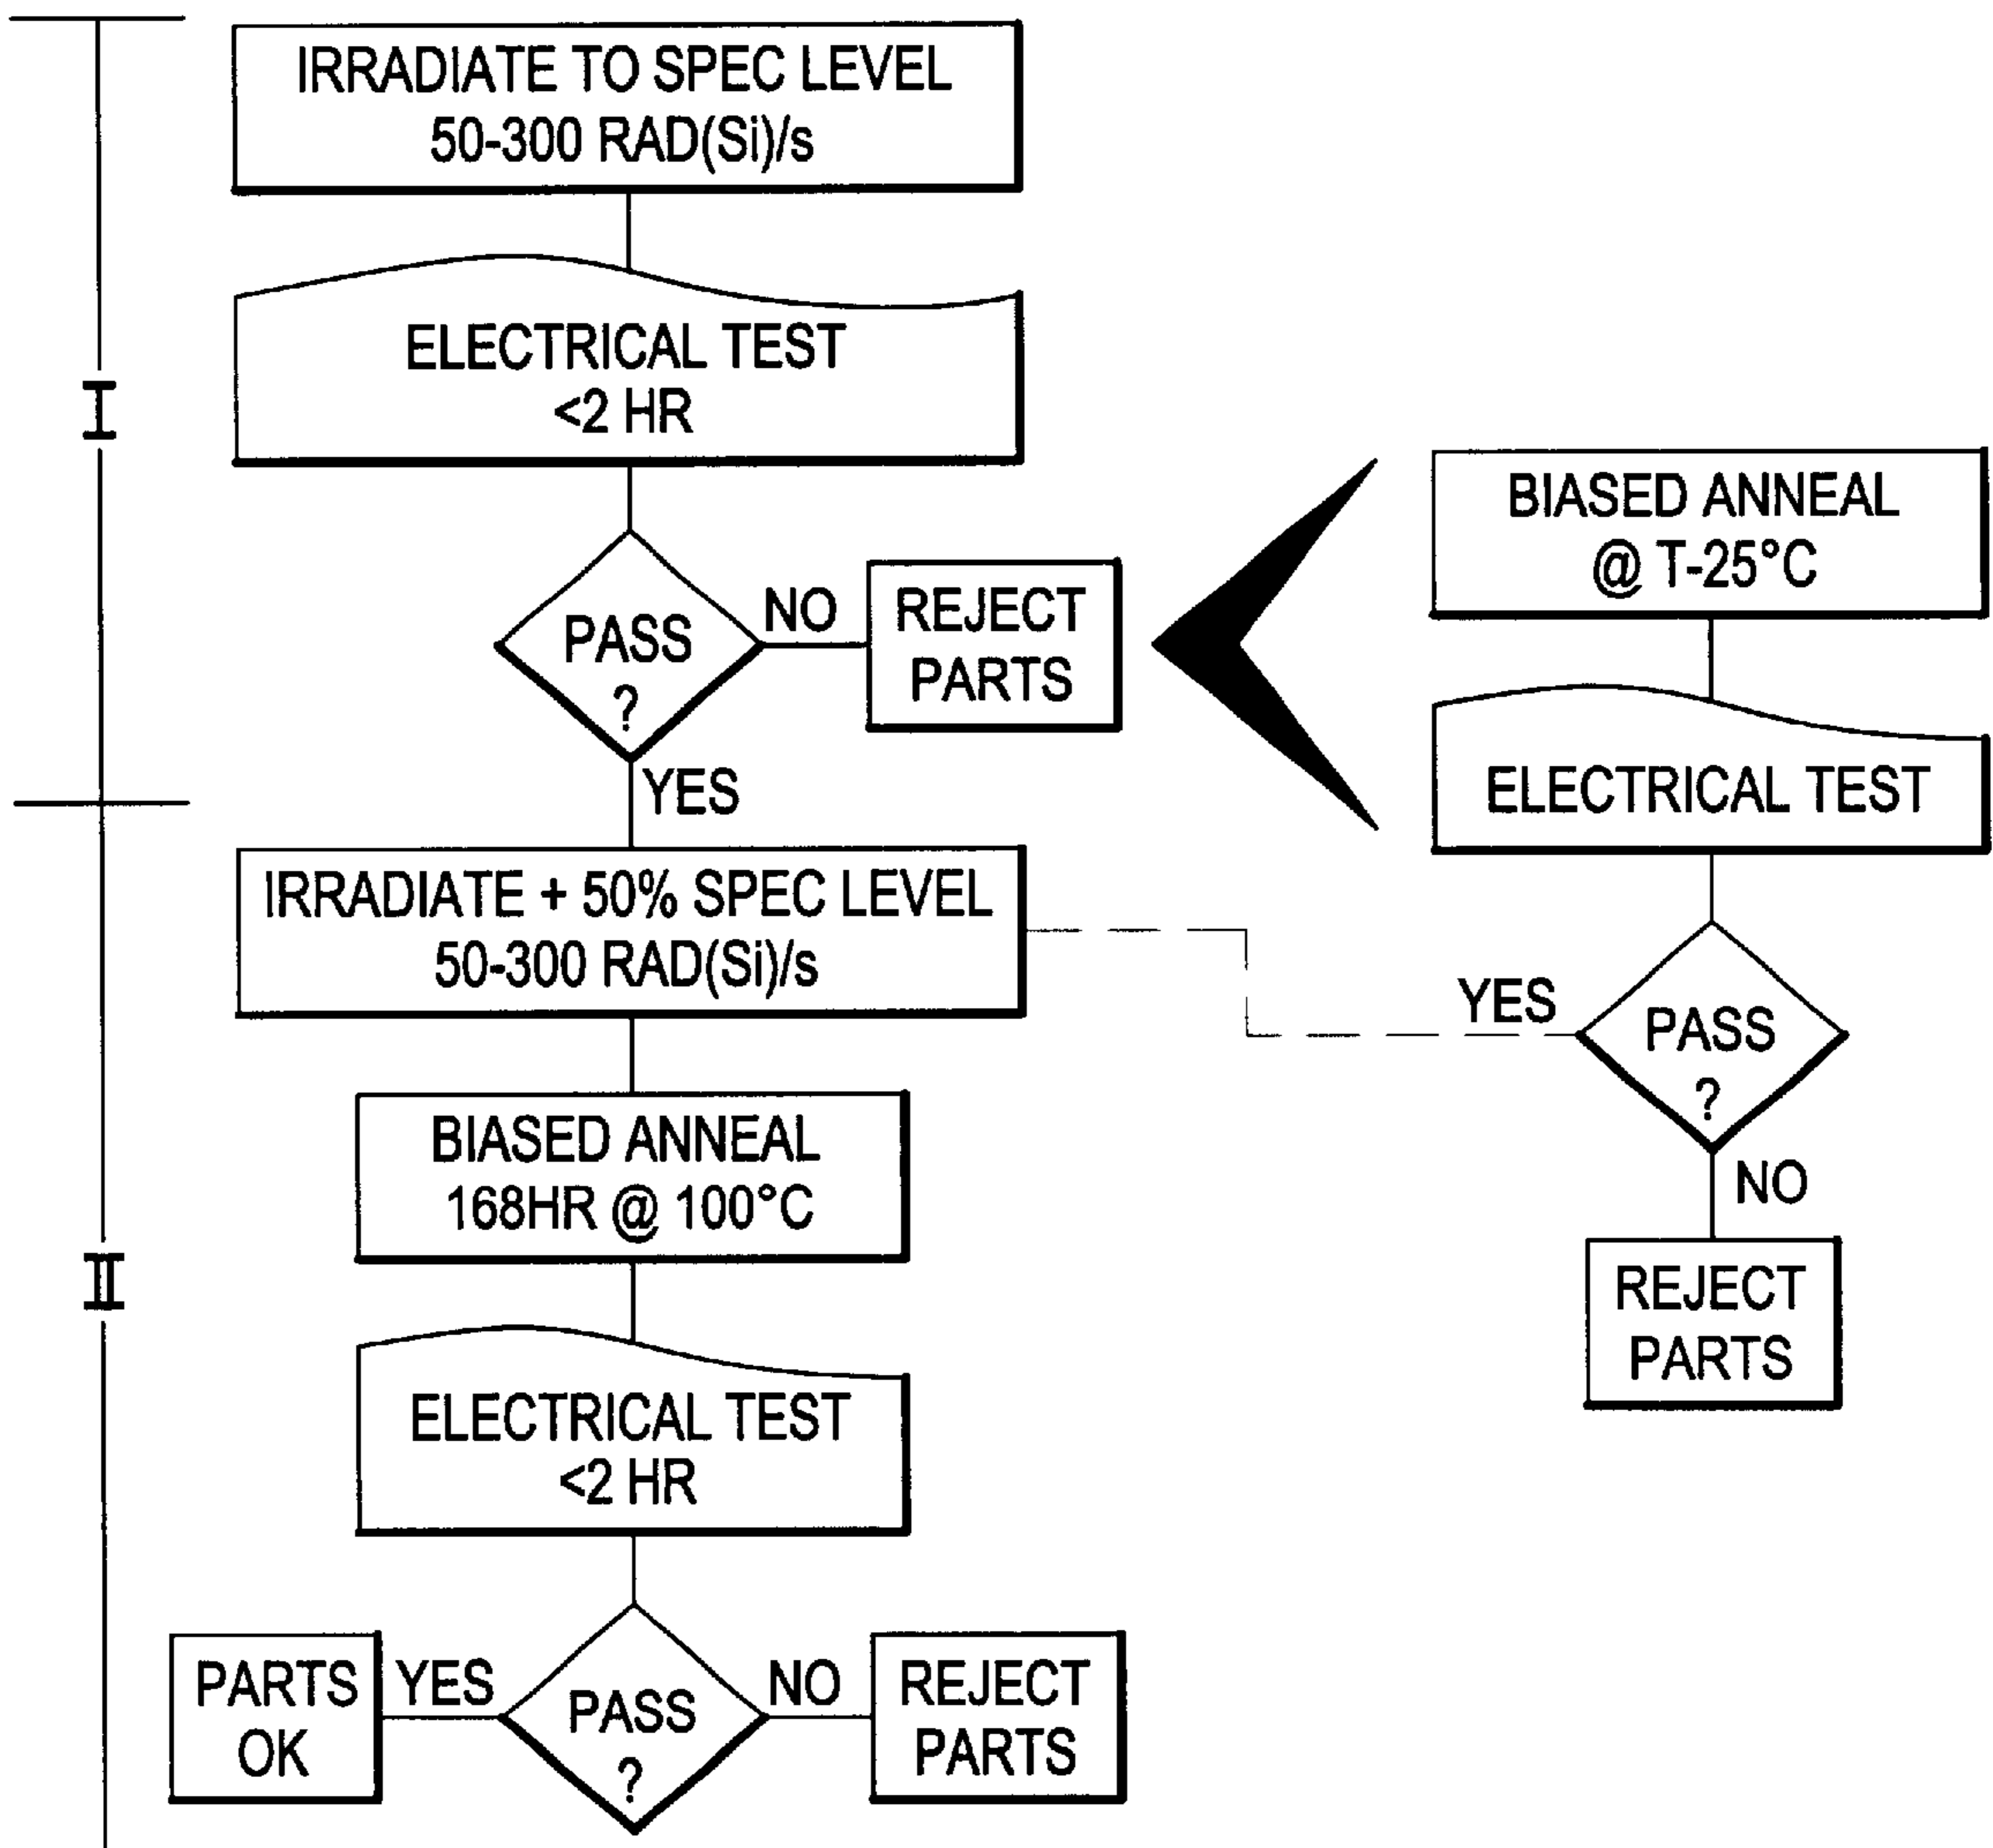 IRRADIATE TO SPEC LEVEL
50-300 RAD(Si)/s
ELECTRICAL TEST
<2 HR
I
PASS
?
NO
REJECT
PARTS
YES
BIASED ANNEAL
@ T-25°C
ELECTRICAL TEST
PASS
?
YES
NO
REJECT
PARTS
IRRADIATE + 50% SPEC LEVEL
50-300 RAD(Si)/s
BIASED ANNEAL
168HR @ 100°C
II
ELECTRICAL TEST
<2 HR
PASS
?
YES
PARTS
OK
NO
REJECT
PARTS